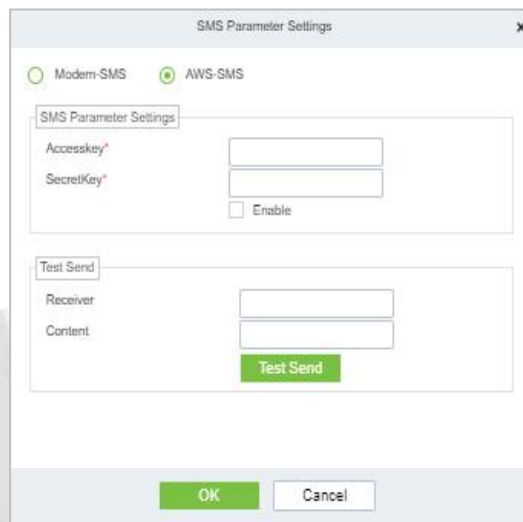 SMS Parameter Settings x
Modem-SMS AWS-SMS
SMS Parameter Settings
Accesskey*
SecretKey*
Enable
Test Send
Receiver
Content
Test Send
OK Cancel